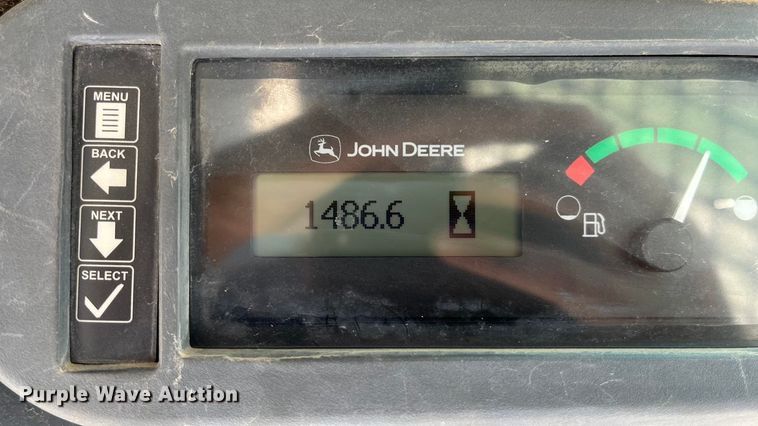 MENU
BACK
NEXT
SELECT
JOHN DEERE
1486.6
Purple Wave Auction